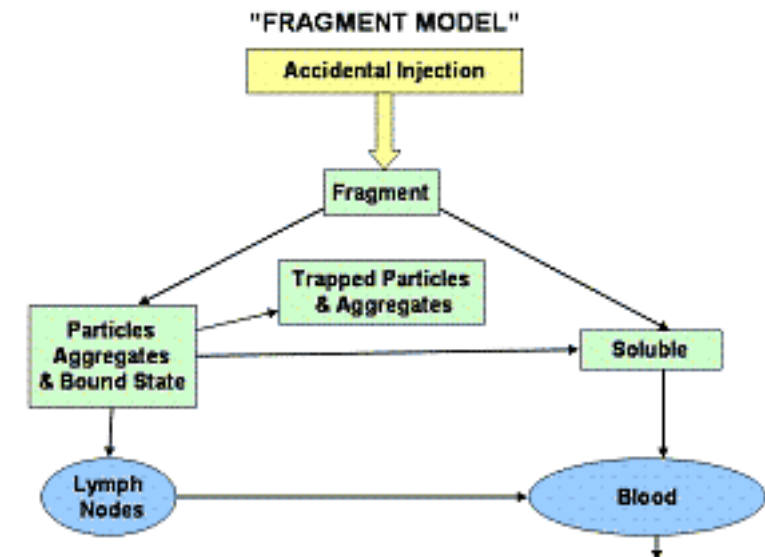 "FRAGMENT MODEL"
Accidental Injection
Fragment
Trapped Particles
& Aggregates
Particles
Aggregates
& Bound State
Soluble
Lymph
Nodes
Blood